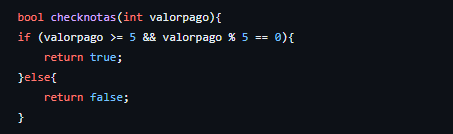 bool checknotas(int valorpago){
if (valorpago >= 5 && valorpago % 5 == 0){
    return true;
}else{
    return false;
}